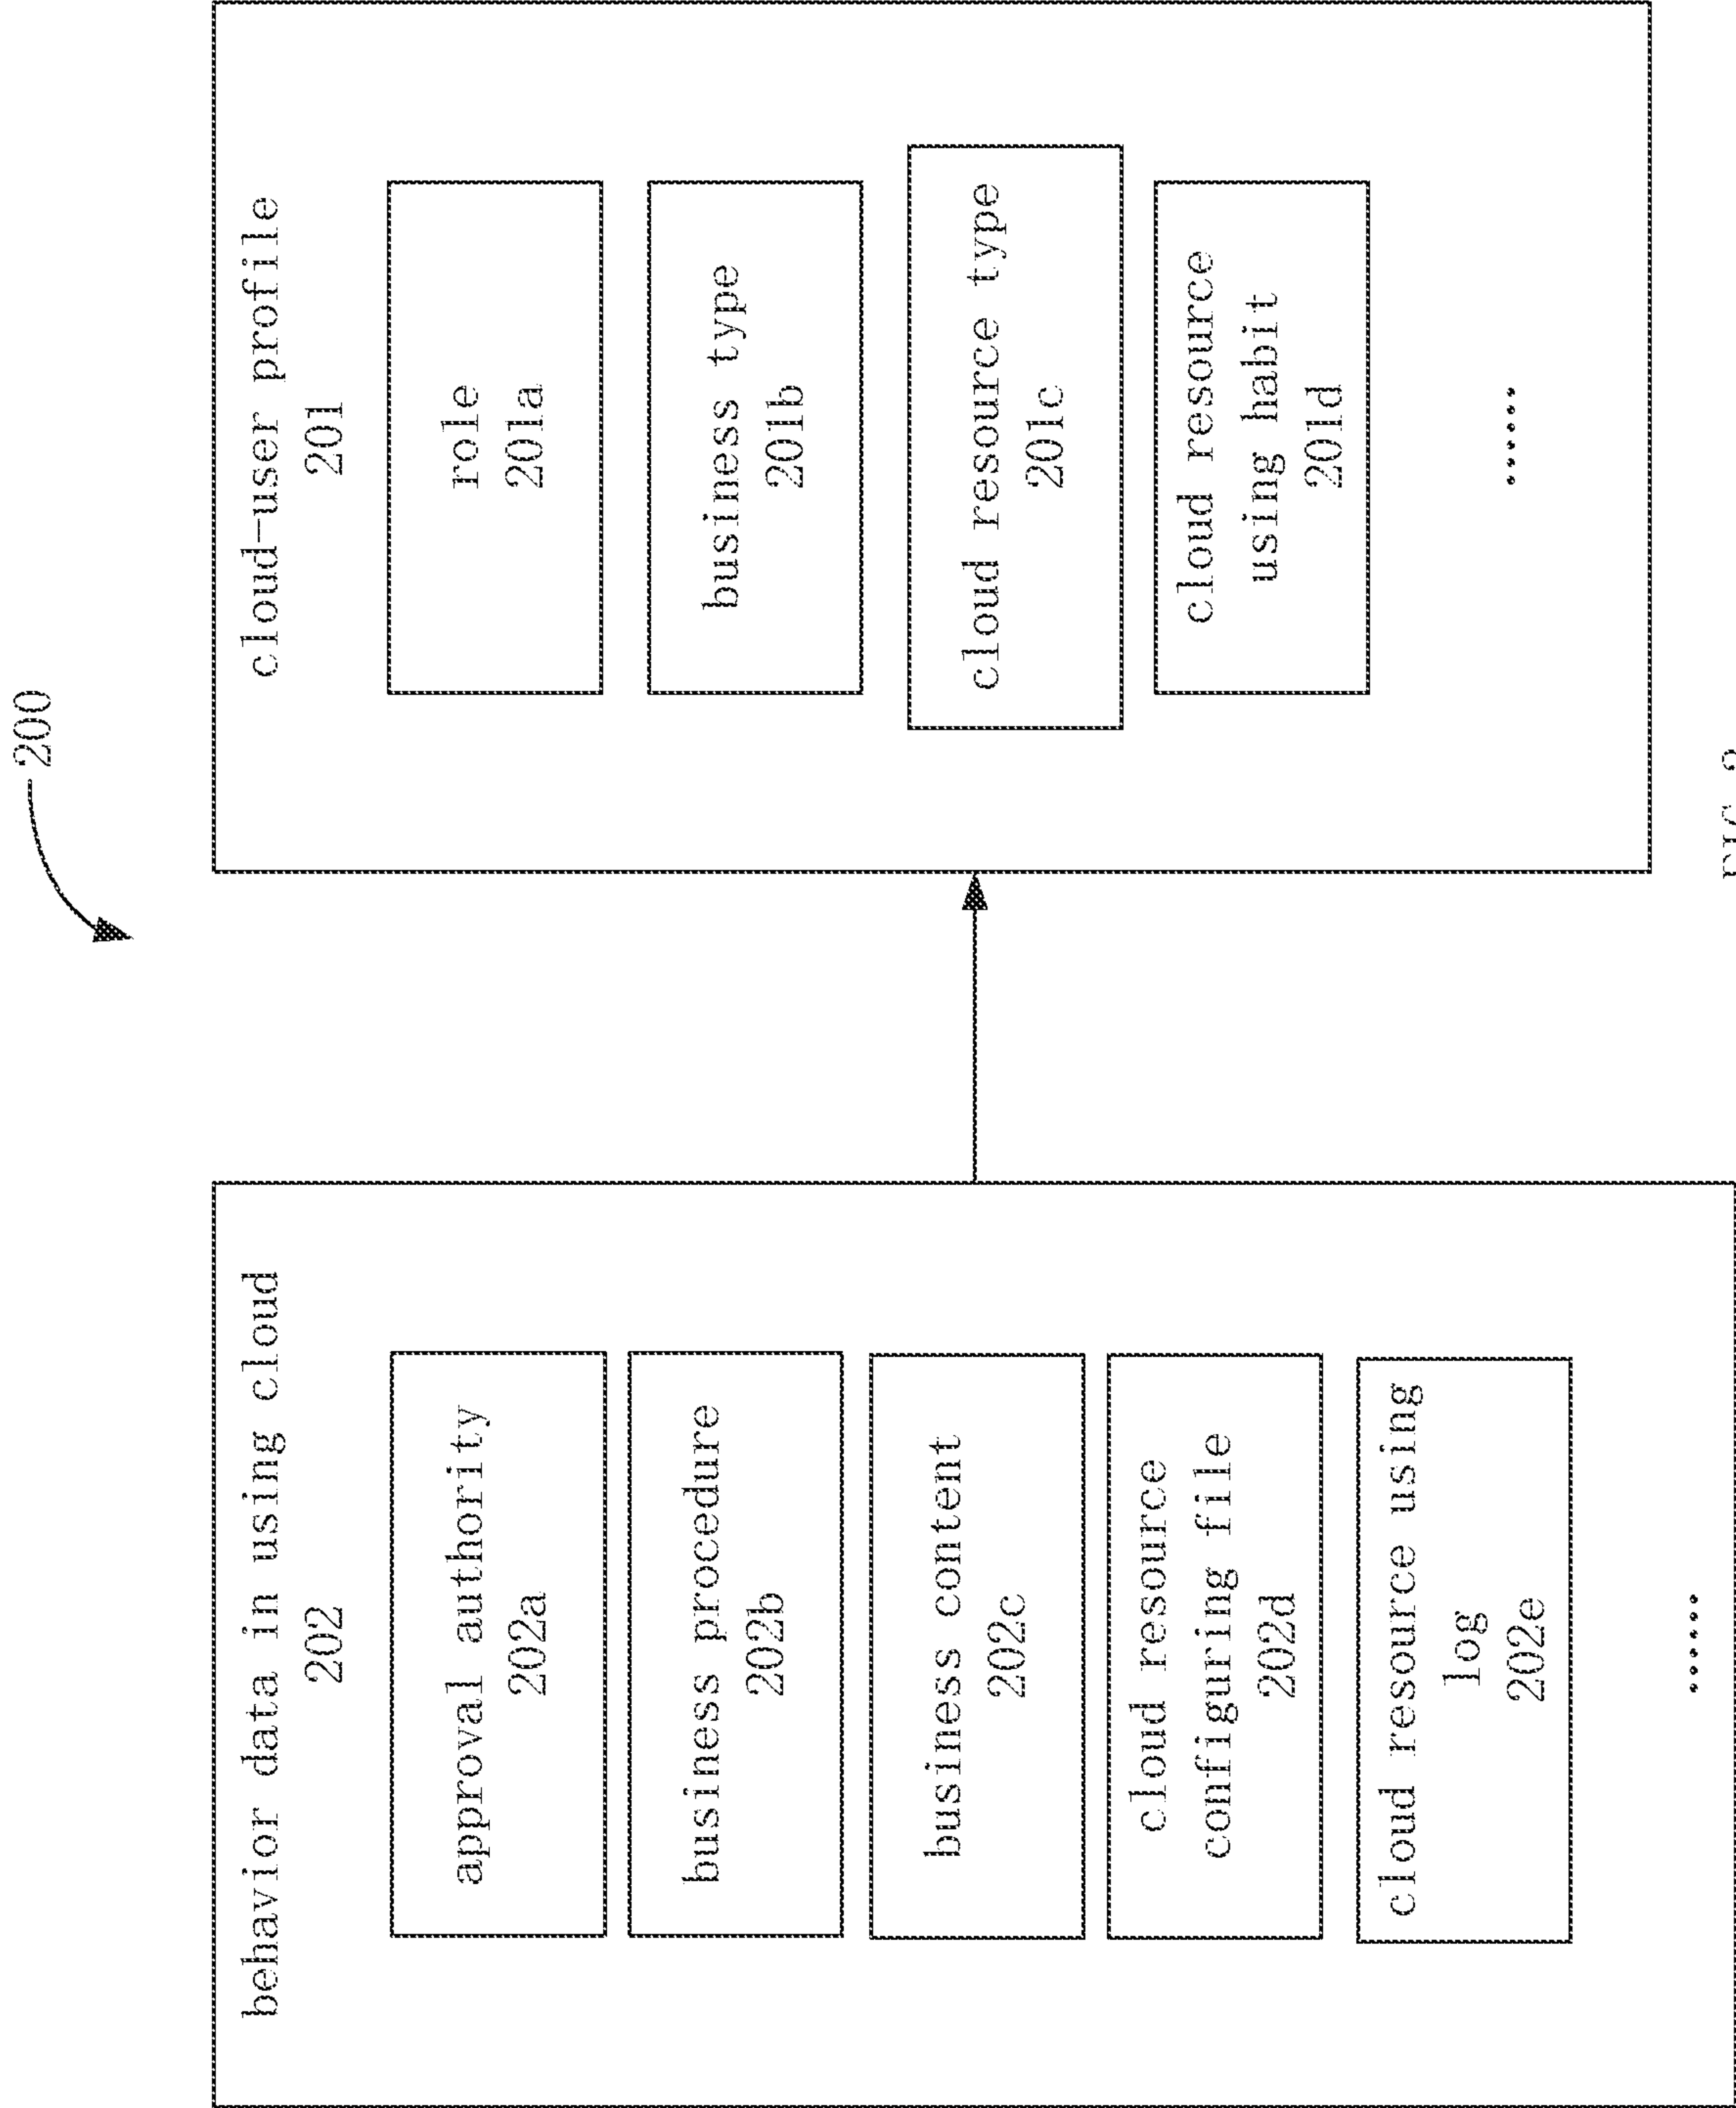 200
behavior data in using cloud
202
approval authority
202a
business procedure
202b
business content
202c
cloud resource
configuring file
202d
cloud resource using
log
202e
......
cloud-user profile
201
role
201a
business type
201b
cloud resource type
201c
cloud resource
using habit
201d
......